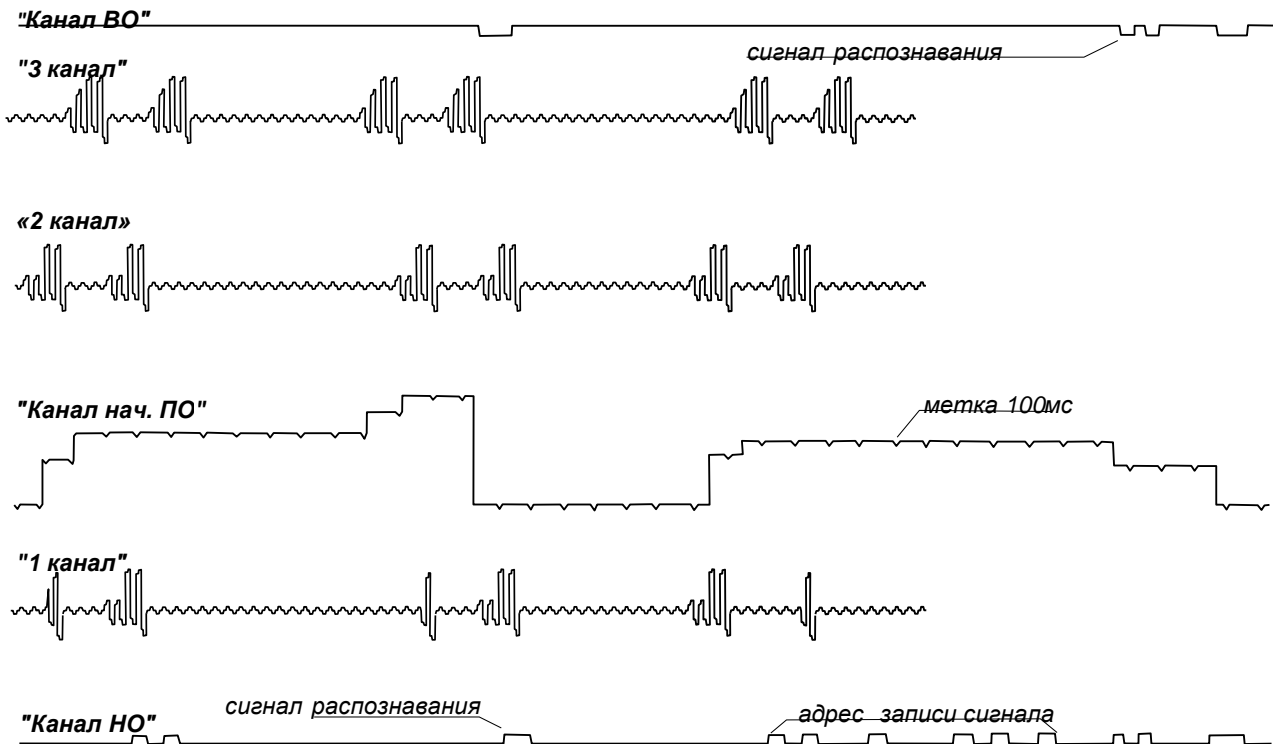 "Канал ВО"
сигнал распознавания
"3 канал"
«2 канал»
"Канал нач. ПО"
метка 100мс
"1 канал"
сигнал распознавания
"Канал НО"
адрес записи сигнала